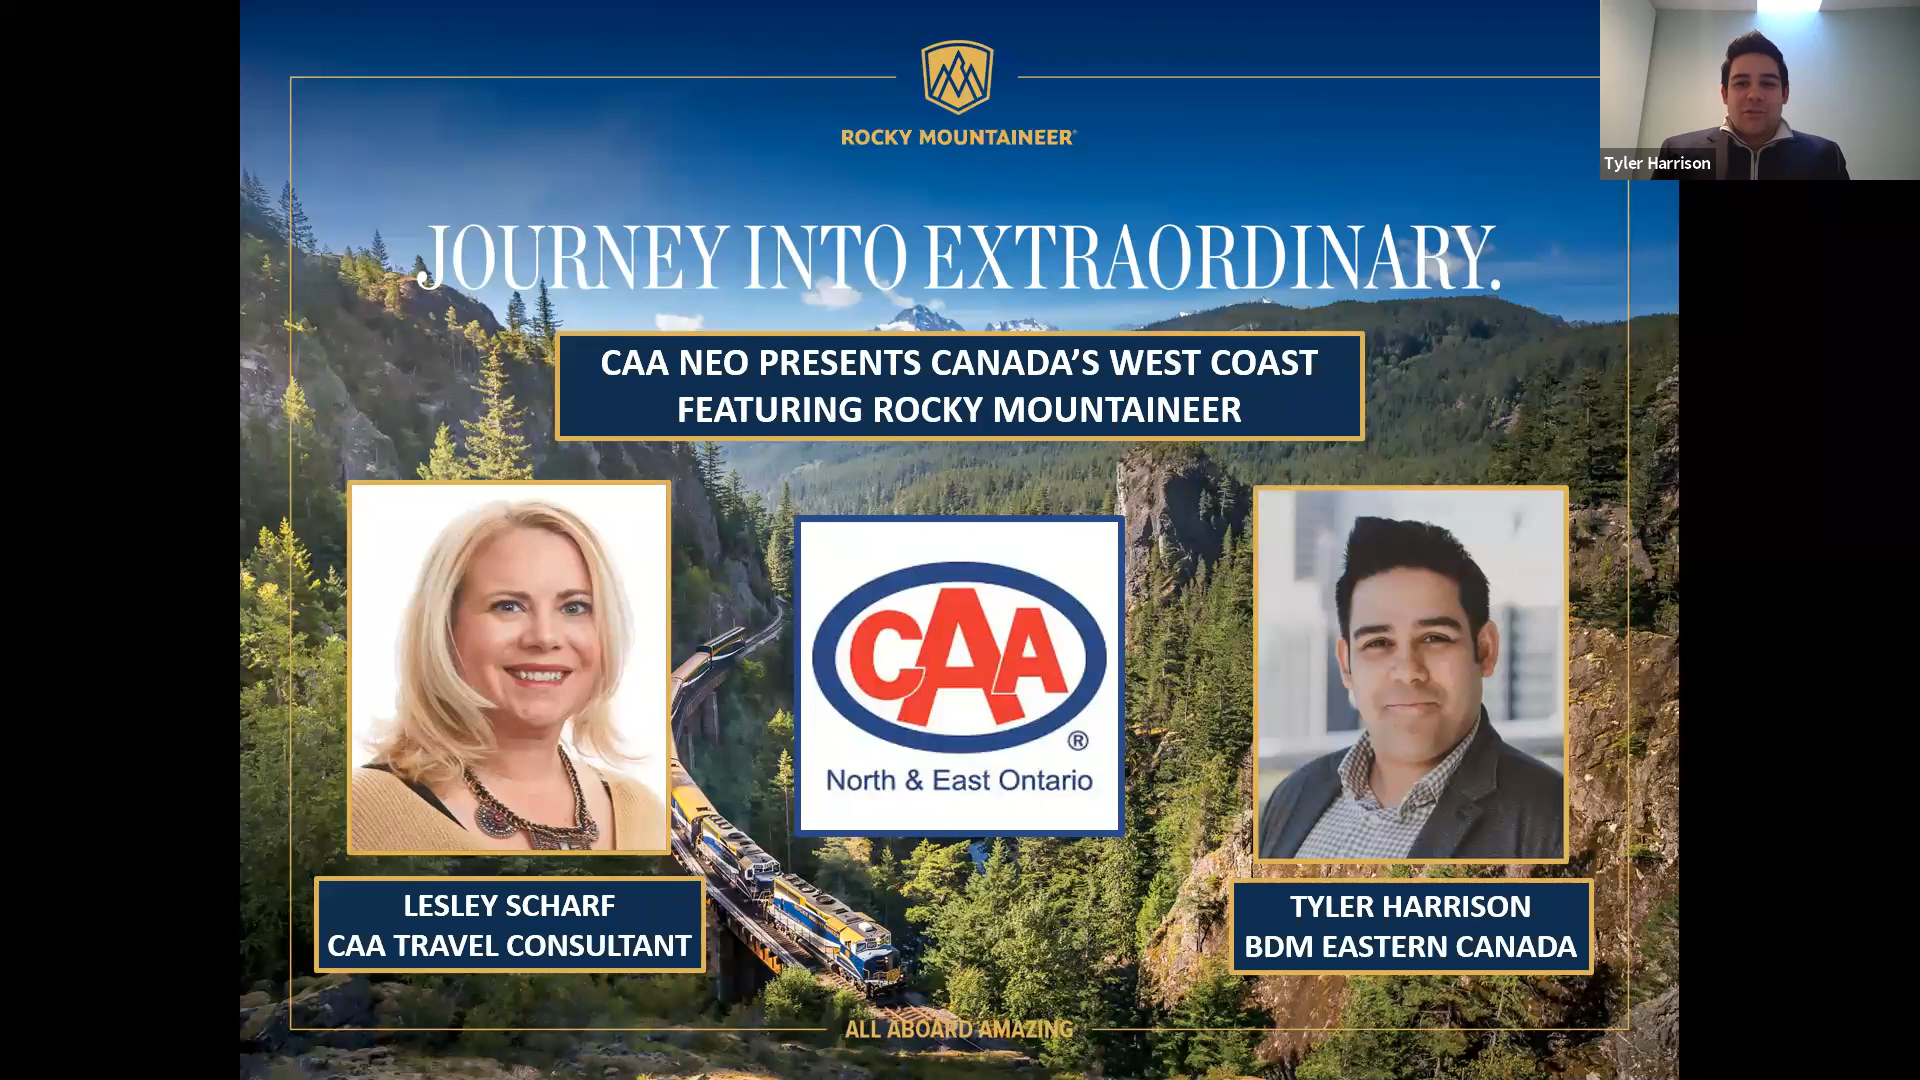 ROCKY MOUNTAINEER®
Tyler Harrison
JOURNEY INTO EXTRAORDINARY.
CAA NEO PRESENTS CANADA’S WEST COAST
FEATURING ROCKY MOUNTAINEER
CAA
®
North & East Ontario
LESLEY SCHARF
CAA TRAVEL CONSULTANT
TYLER HARRISON
BDM EASTERN CANADA
ALL ABOARD AMAZING